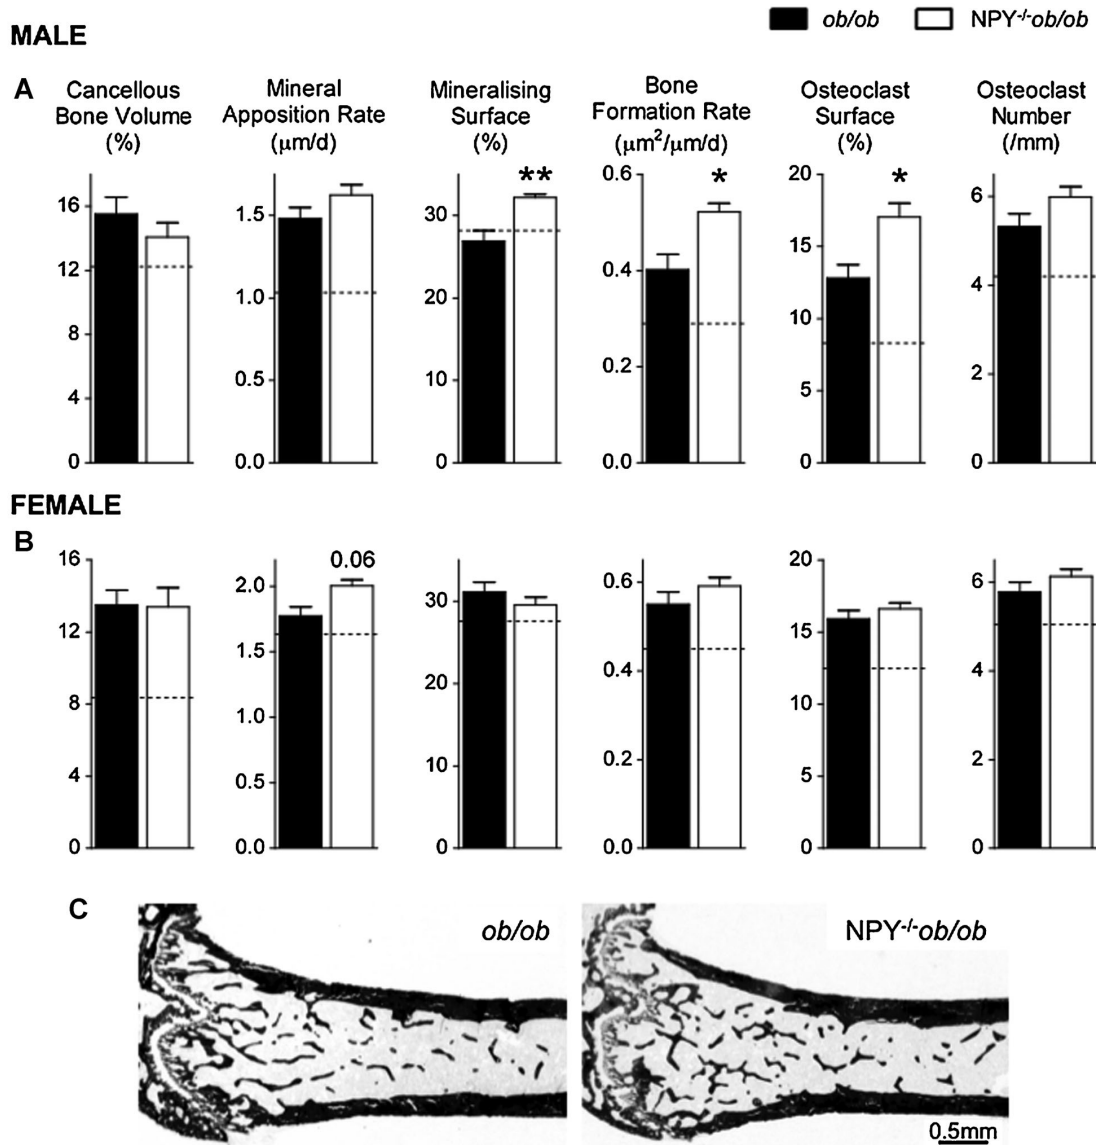 ob/ob NPY-/-ob/ob
MALE
A
Cancellous
Bone Volume
(%)
Mineral
Apposition Rate
(μm/d)
Mineralising
Surface
(%)
Bone
Formation Rate
(μm²/μm/d)
Osteoclast
Surface
(%)
Osteoclast
Number
(/mm)
16
12
8
4
0
1.5
1.0
0.5
0.0
**
30
20
10
0
*
0.6
0.4
0.2
0.0
*
20
15
10
5
0
6
4
2
0
FEMALE
B
16
12
8
4
0
0.06
2.0
1.5
1.0
0.5
0.0
30
20
10
0
0.6
0.4
0.2
0.0
20
15
10
5
0
6
4
2
0
C
ob/ob
NPY-/-ob/ob
0.5mm